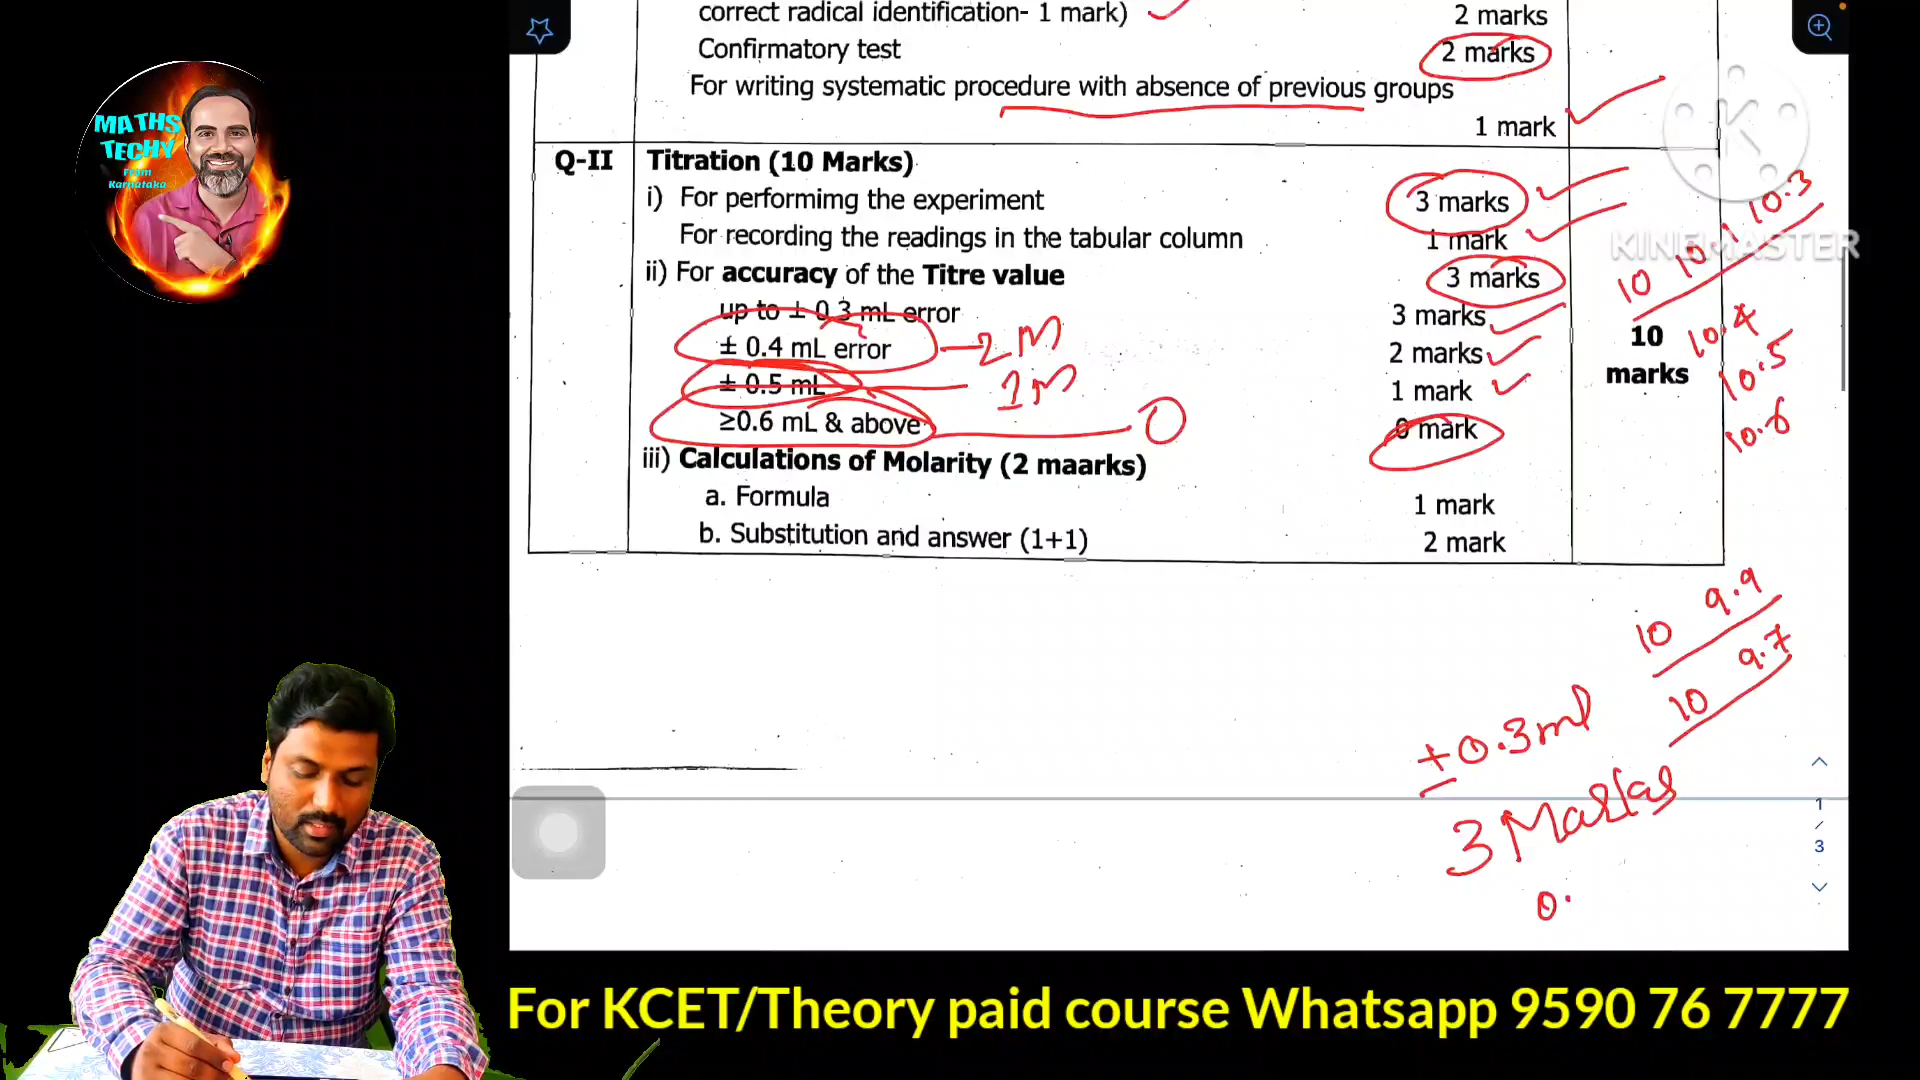 correct radical identification- 1 mark)
2 marks
Confirmatory test
2 marks
For writing systematic procedure with absence of previous groups
1 mark
MATHS
TECHY
From
Karnataka
K
KINEMASTER
Q-II
Titration (10 Marks)
i) For performimg the experiment
3 marks
For recording the readings in the tabular column
1 mark
ii) For accuracy of the Titre value
3 marks
up to ± 0.3 mL error
3 marks
± 0.4 mL error
2 M
2 marks
± 0.5 mL
1 M
1 mark
≥0.6 mL & above
0
0 mark
10
marks
iii) Calculations of Molarity (2 maarks)
a. Formula
1 mark
b. Substitution and answer (1+1)
2 mark
10 10.1 10.3
10.4
10.5
10.6
10 9.9
10 9.7
±0.3ml
3 Marks
0.
1
/
3
For KCET/Theory paid course Whatsapp 9590 76 7777